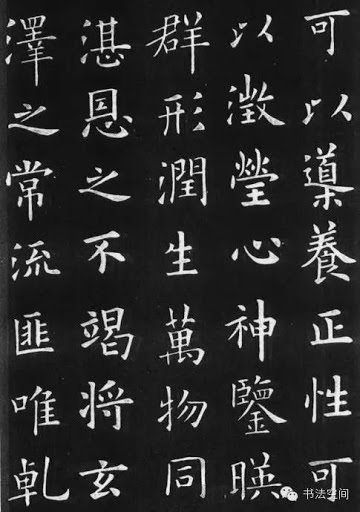 可以導養正性可
以澂瑩心神鑒暎
群形潤生萬物同
湛恩之不竭將玄
澤之常流匪唯乹
书法空间